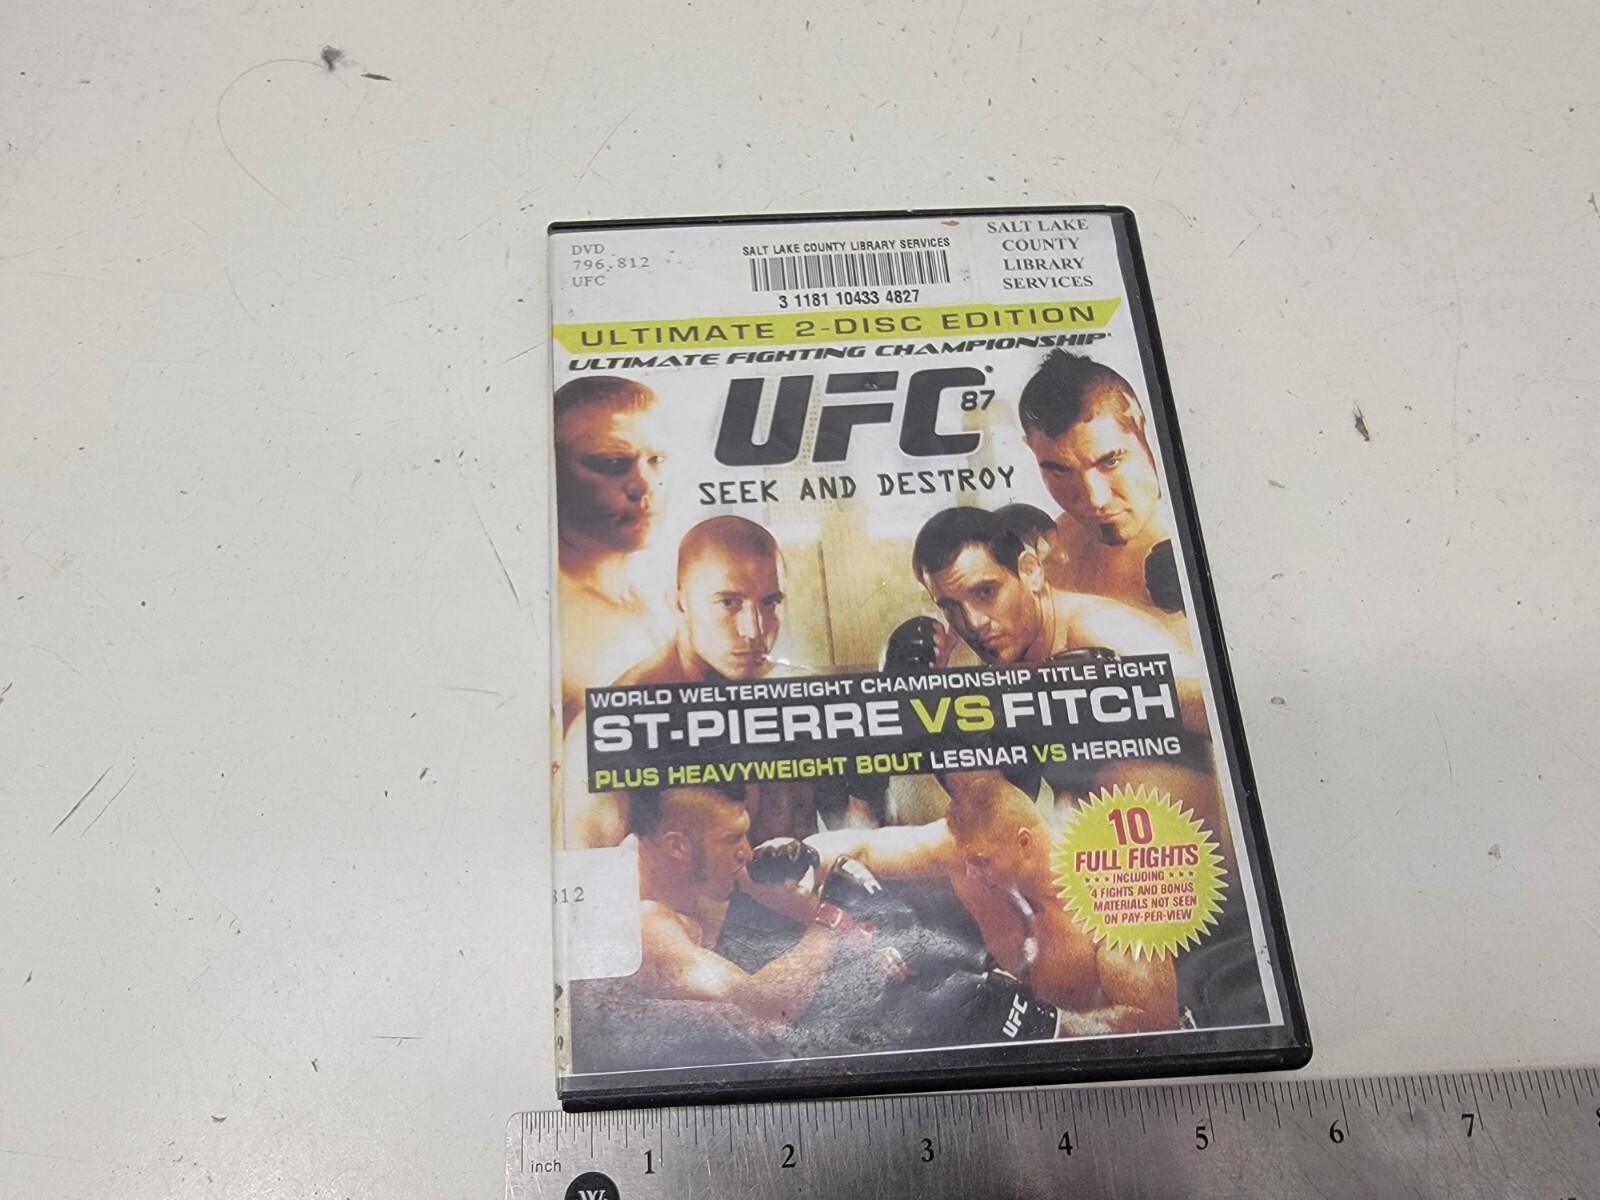 DVD
796.812
UFC
SALT LAKE COUNTY LIBRARY SERVICES
3 1181 10433 4827
SALT LAKE
COUNTY
LIBRARY
SERVICES
ULTIMATE 2-DISC EDITION
ULTIMATE FIGHTING CHAMPIONSHIP
UFC 87
SEEK AND DESTROY
WORLD WELTERWEIGHT CHAMPIONSHIP TITLE FIGHT
ST-PIERRE VS FITCH
PLUS HEAVYWEIGHT BOUT LESNAR VS HERRING
10
FULL FIGHTS
INCLUDING
4 FIGHTS AND BONUS
MATERIALS NOT SEEN
ON PAY-PER-VIEW
812
UFC
inch 1 2 3 4 5 6 7 8